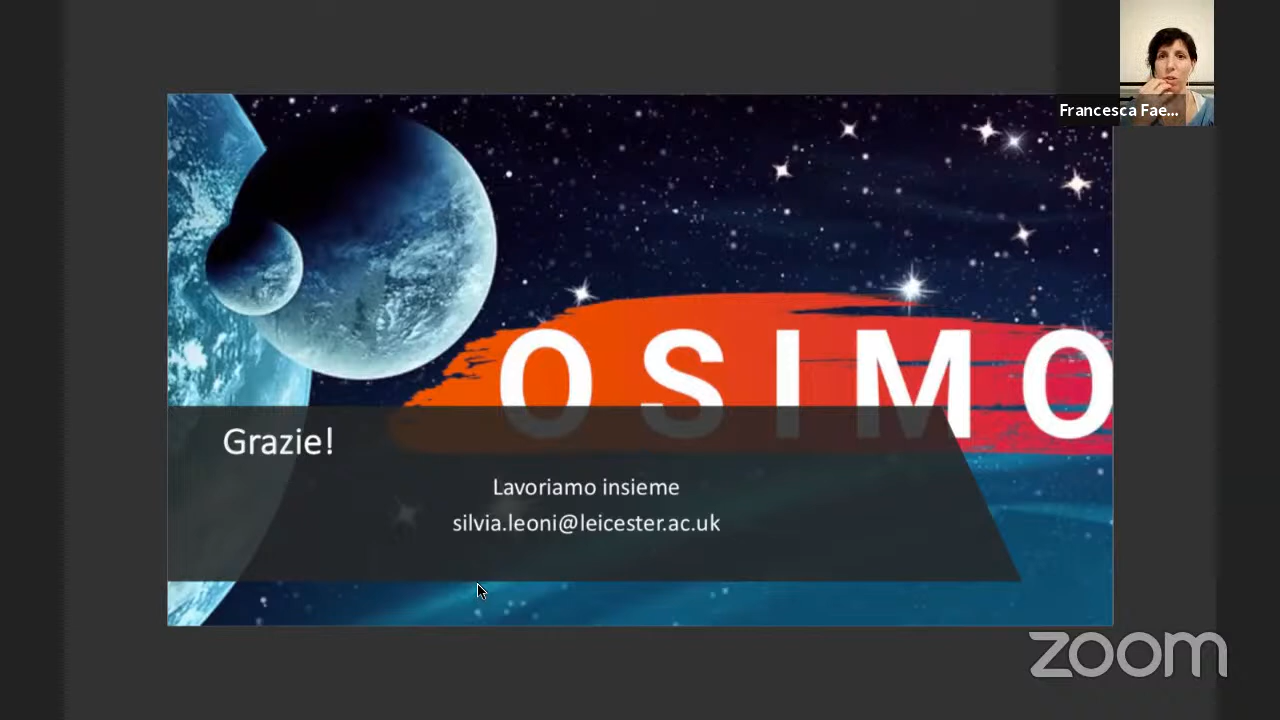 Francesca Fae...
OSIMO
Grazie!
Lavoriamo insieme
silvia.leoni@leicester.ac.uk
zoom